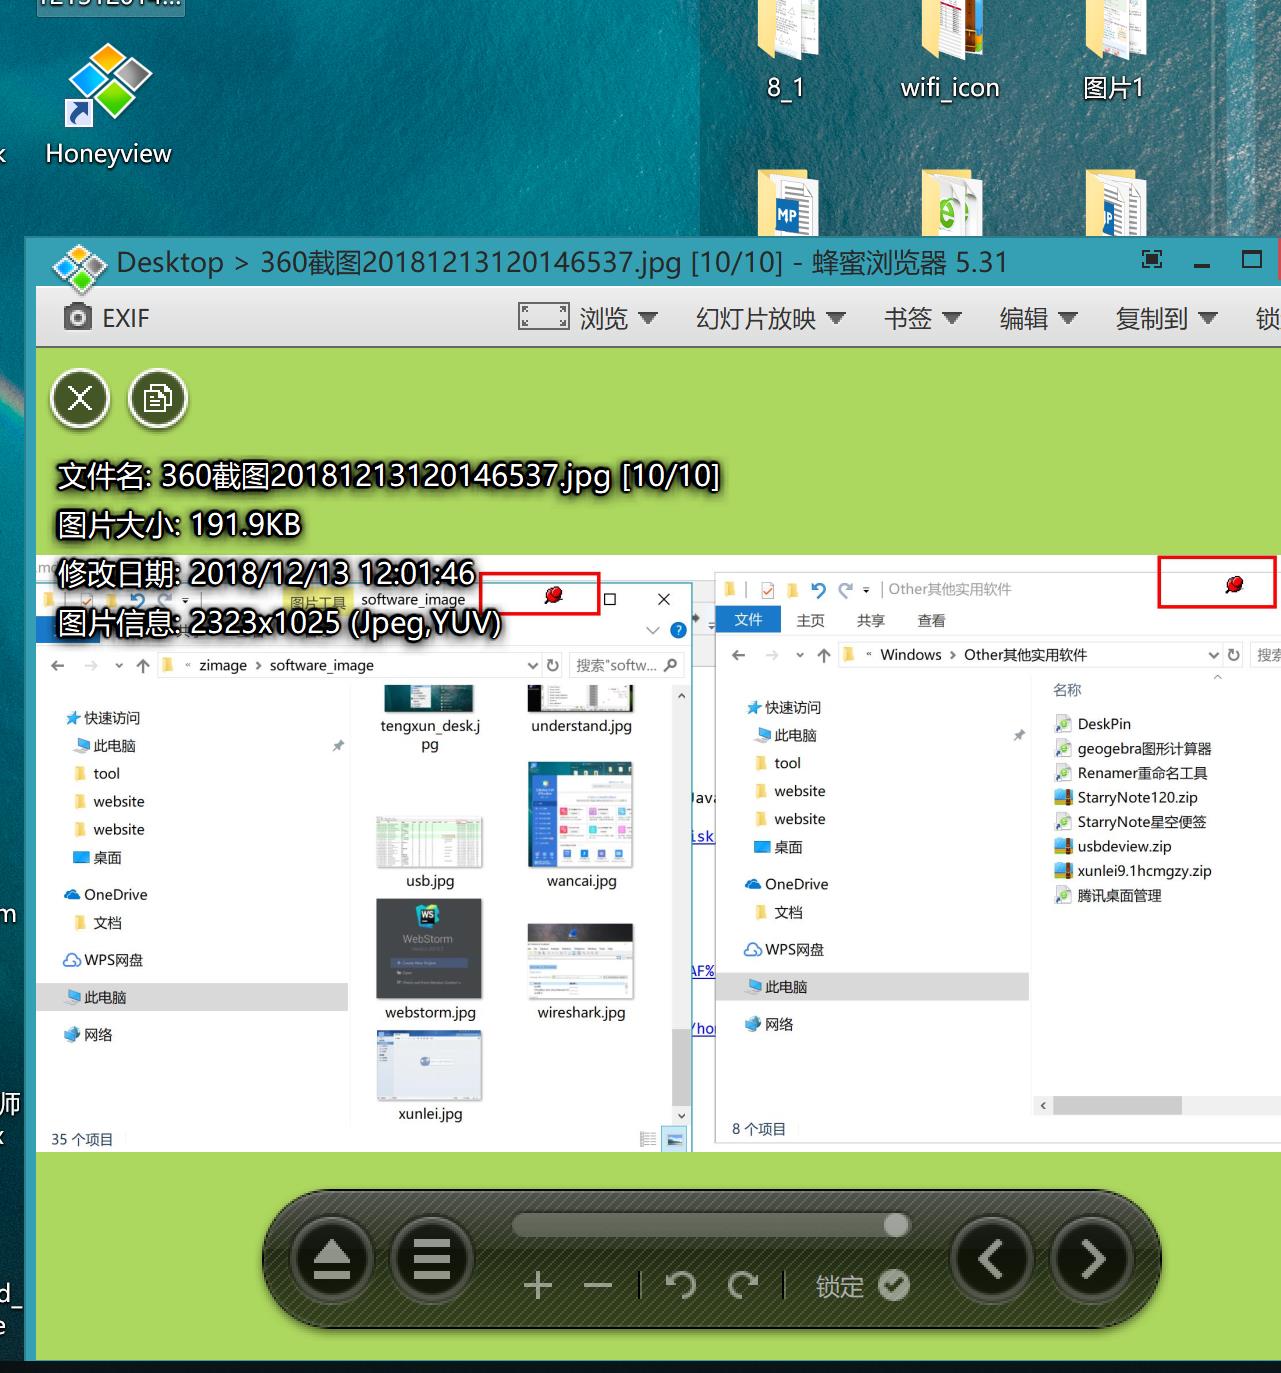 Honeyview
8_1
wifi_icon
图片1
MP
Desktop > 360截图20181213120146537.jpg [10/10] - 蜂蜜浏览器 5.31
EXIF
浏览
幻灯片放映
书签
编辑
复制到
文件名: 360截图20181213120146537.jpg [10/10]
图片大小: 191.9KB
修改日期: 2018/12/13 12:01:46
图片信息: 2323x1025 (Jpeg,YUV)
图片工具
software_image
« zimage › software_image
搜索"softw...
快速访问
此电脑
tool
website
website
桌面
OneDrive
文档
WPS网盘
此电脑
网络
tengxun_desk.j
pg
understand.jpg
usb.jpg
wancai.jpg
WS
WebStorm
webstorm.jpg
wireshark.jpg
xunlei.jpg
35 个项目
Other其他实用软件
文件
主页
共享
查看
« Windows › Other其他实用软件
快速访问
此电脑
tool
website
website
桌面
OneDrive
文档
WPS网盘
此电脑
网络
名称
DeskPin
geogebra图形计算器
Renamer重命名工具
StarryNote120.zip
StarryNote星空便签
usbdeview.zip
xunlei9.1hcmgzy.zip
腾讯桌面管理
8 个项目
锁定